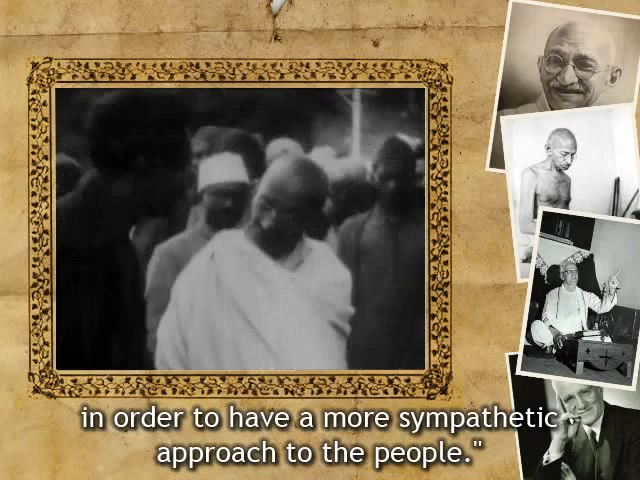 in order to have a more sympathetic
approach to the people."